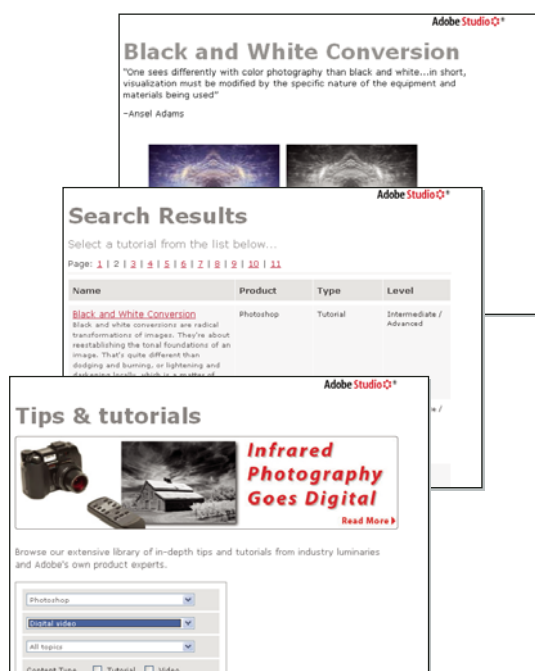 Adobe Studio®
Black and White Conversion
"One sees differently with color photography than black and white...in short,
visualization must be modified by the specific nature of the equipment and
materials being used"
–Ansel Adams
Adobe Studio®
Search Results
Select a tutorial from the list below...
Page: 1 | 2 | 3 | 4 | 5 | 6 | 7 | 8 | 9 | 10 | 11
Name Product Type Level
Black and White Conversion Photoshop Tutorial Intermediate /
Advanced
Black and white conversions are radical
transformations of images. They're about
reestablishing the tonal foundations of an
image. That's quite different than
dodging and burning, or lightening and
darkening locally, which is a matter of
Adobe Studio®
Tips & tutorials
Infrared
Photography
Goes Digital
Read More
Browse our extensive library of in-depth tips and tutorials from industry luminaries
and Adobe's own product experts.
Photoshop
Digital video
All topics
Content Type Tutorial Video